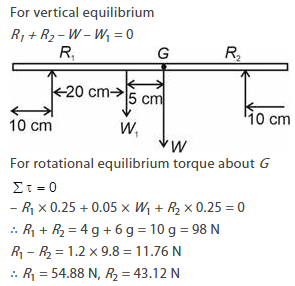 For vertical equilibrium
R₁ + R₂ – W – W₁ = 0
R₁ G R₂
20 cm 5 cm
10 cm W₁ 10 cm
W
For rotational equilibrium torque about G
Σ τ = 0
– R₁ × 0.25 + 0.05 × W₁ + R₂ × 0.25 = 0
∴ R₁ + R₂ = 4 g + 6 g = 10 g = 98 N
R₁ – R₂ = 1.2 × 9.8 = 11.76 N
∴ R₁ = 54.88 N, R₂ = 43.12 N